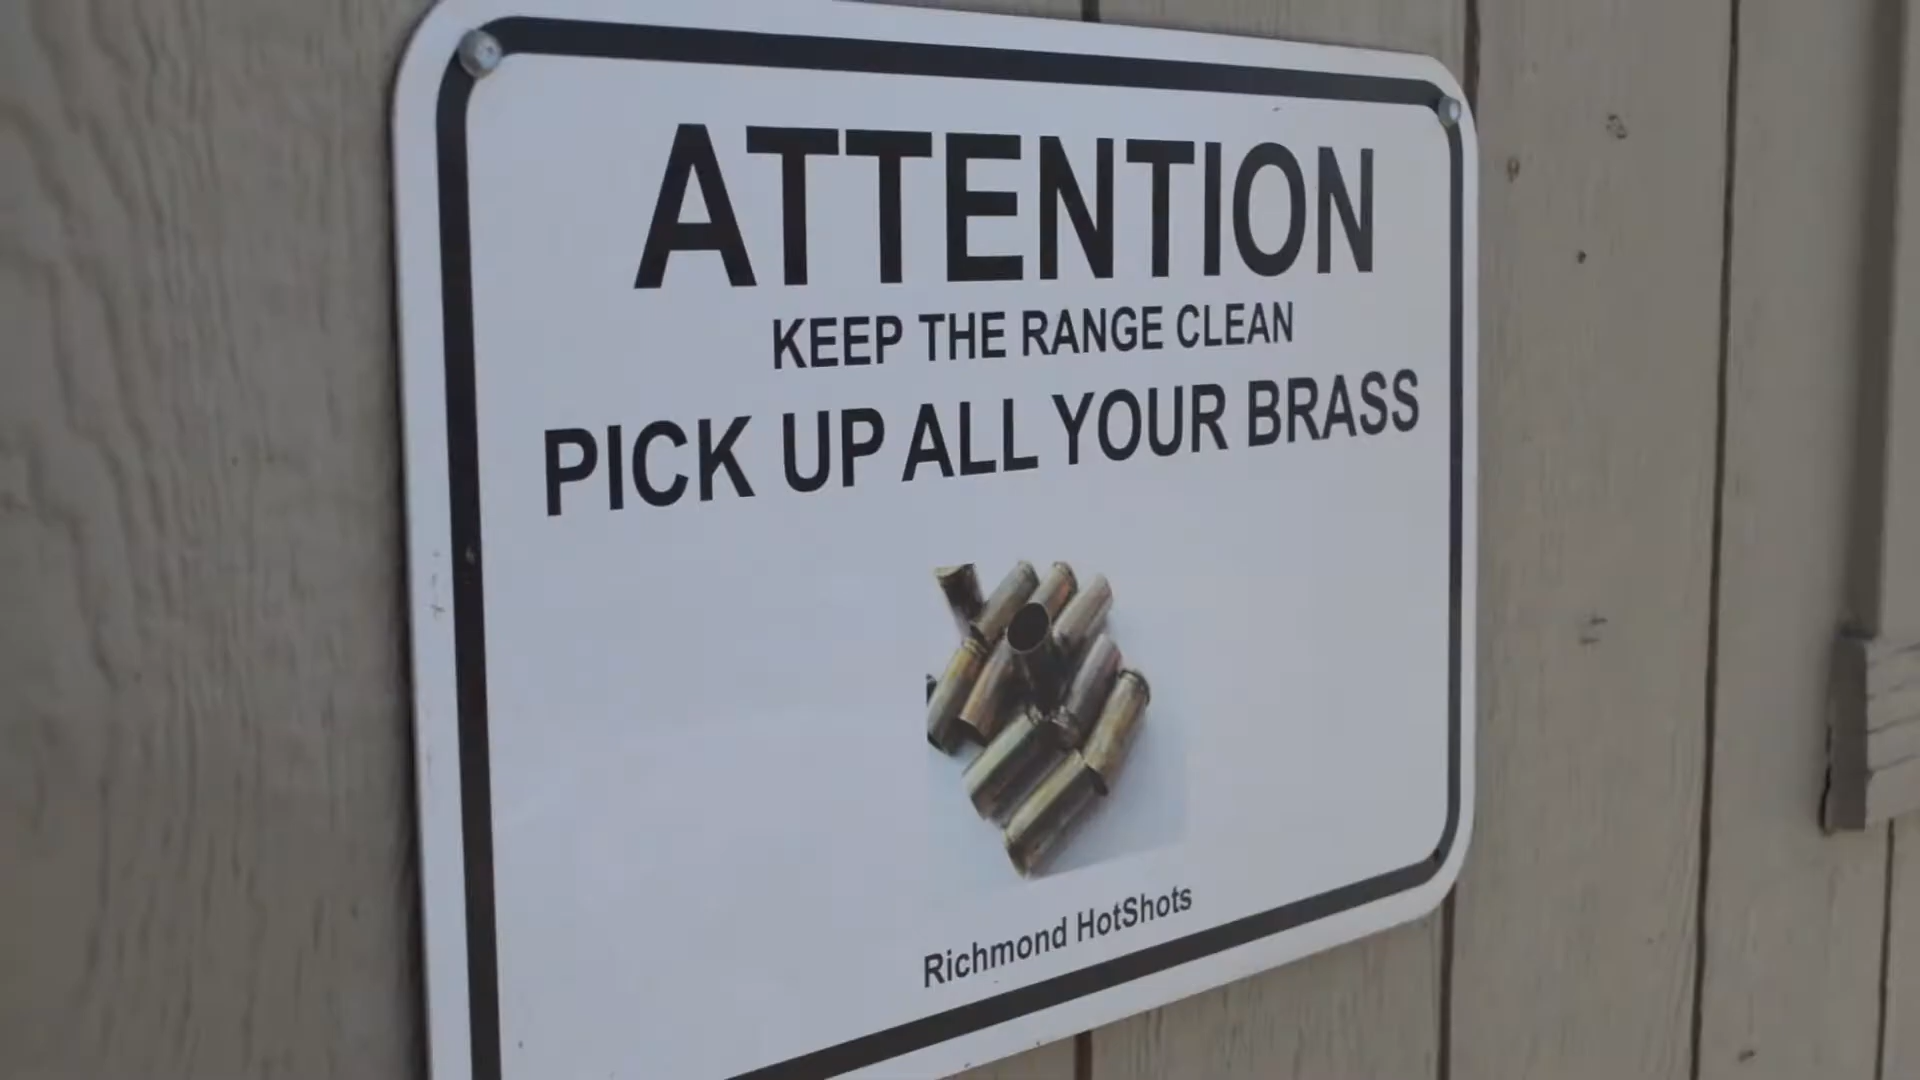 ATTENTION
KEEP THE RANGE CLEAN
PICK UP ALL YOUR BRASS
Richmond HotShots